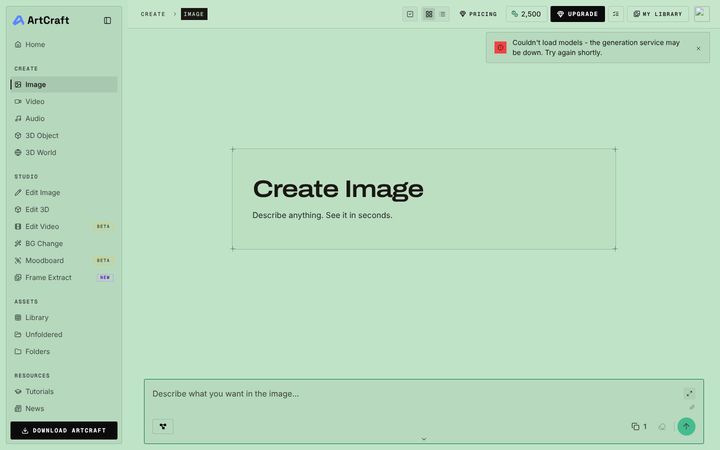 ArtCraft
Home
CREATE
Image
Video
Audio
3D Object
3D World
STUDIO
Edit Image
Edit 3D
Edit Video BETA
BG Change
Moodboard BETA
Frame Extract NEW
ASSETS
Library
Unfoldered
Folders
RESOURCES
Tutorials
News
DOWNLOAD ARTCRAFT
CREATE > IMAGE
PRICING
2,500
UPGRADE
MY LIBRARY
Couldn't load models - the generation service may
be down. Try again shortly.
Create Image
Describe anything. See it in seconds.
Describe what you want in the image...
1